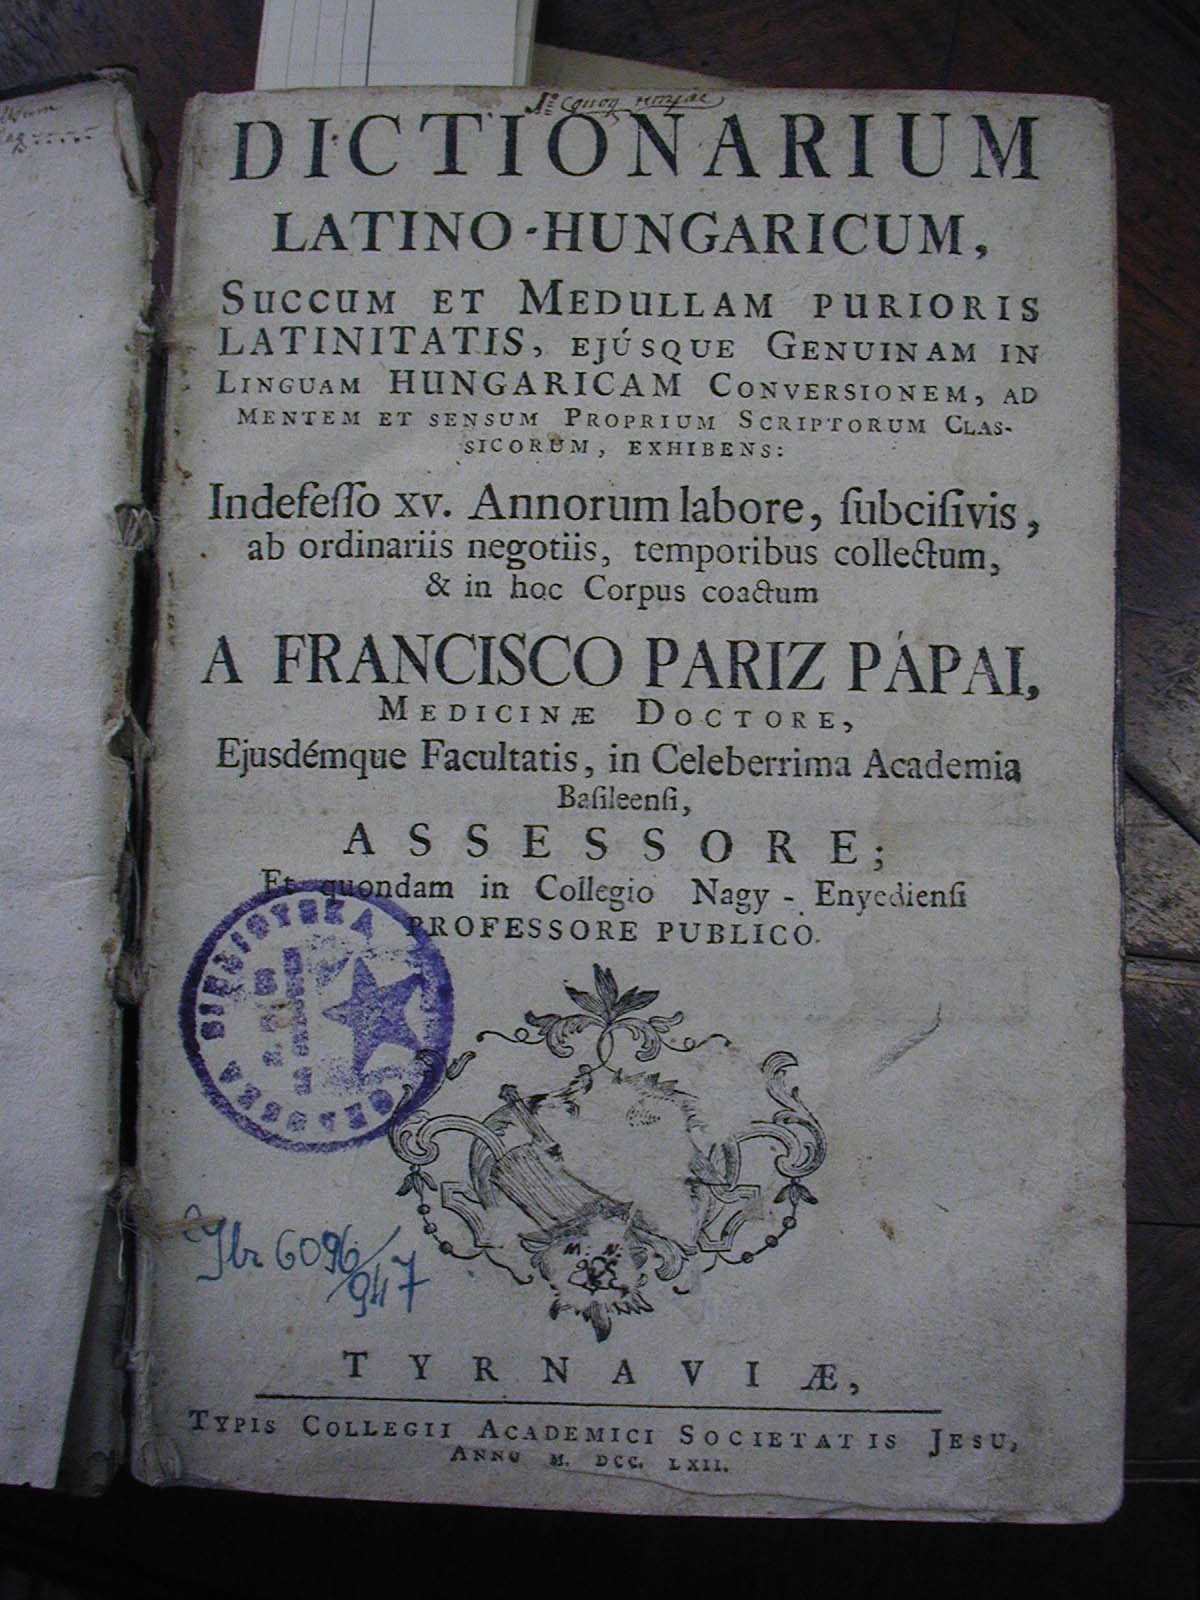 DICTIONARIUM
LATINO-HUNGARICUM,
SUCCUM ET MEDULLAM PURIORIS
LATINITATIS, EJÚSQUE GENUINAM IN
LINGUAM HUNGARICAM CONVERSIONEM, AD
MENTEM ET SENSUM PROPRIUM SCRIPTORUM CLAS-
SICORUM, EXHIBENS:
Indefeſſo xv. Annorum labore, ſubciſivis,
ab ordinariis negotiis, temporibus collectum,
& in hoc Corpus coactum
A FRANCISCO PARIZ PÁPAI,
MEDICINÆ DOCTORE,
Ejusdémque Facultatis, in Celeberrima Academia
Baſileenſi,
ASSESSORE;
Et quondam in Collegio Nagy - Enyedienſi
PROFESSORE PUBLICO.
BIBLIOTEKA
6096/947
M. N.
TYRNAVIÆ,
TYPIS COLLEGII ACADEMICI SOCIETATIS JESU,
ANNO M. DCC. LXII.